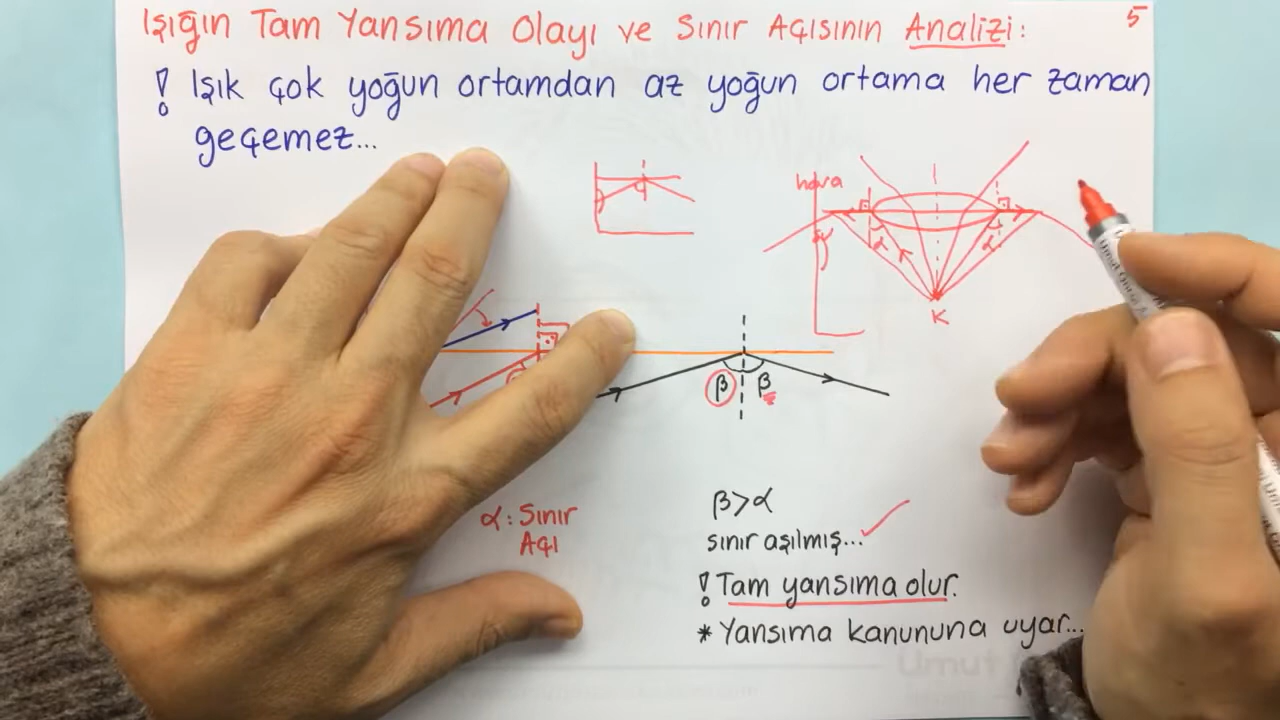 Işığın Tam Yansıma Olayı ve Sınır Açısının Analizi:
5
! Işık çok yoğun ortamdan az yoğun ortama her zaman
geçemez...
hava
α α
K
β β
α: Sınır
Açı
β>α
sınır aşılmış...
! Tam yansıma olur.
* Yansıma kanununa uyar...
Umut